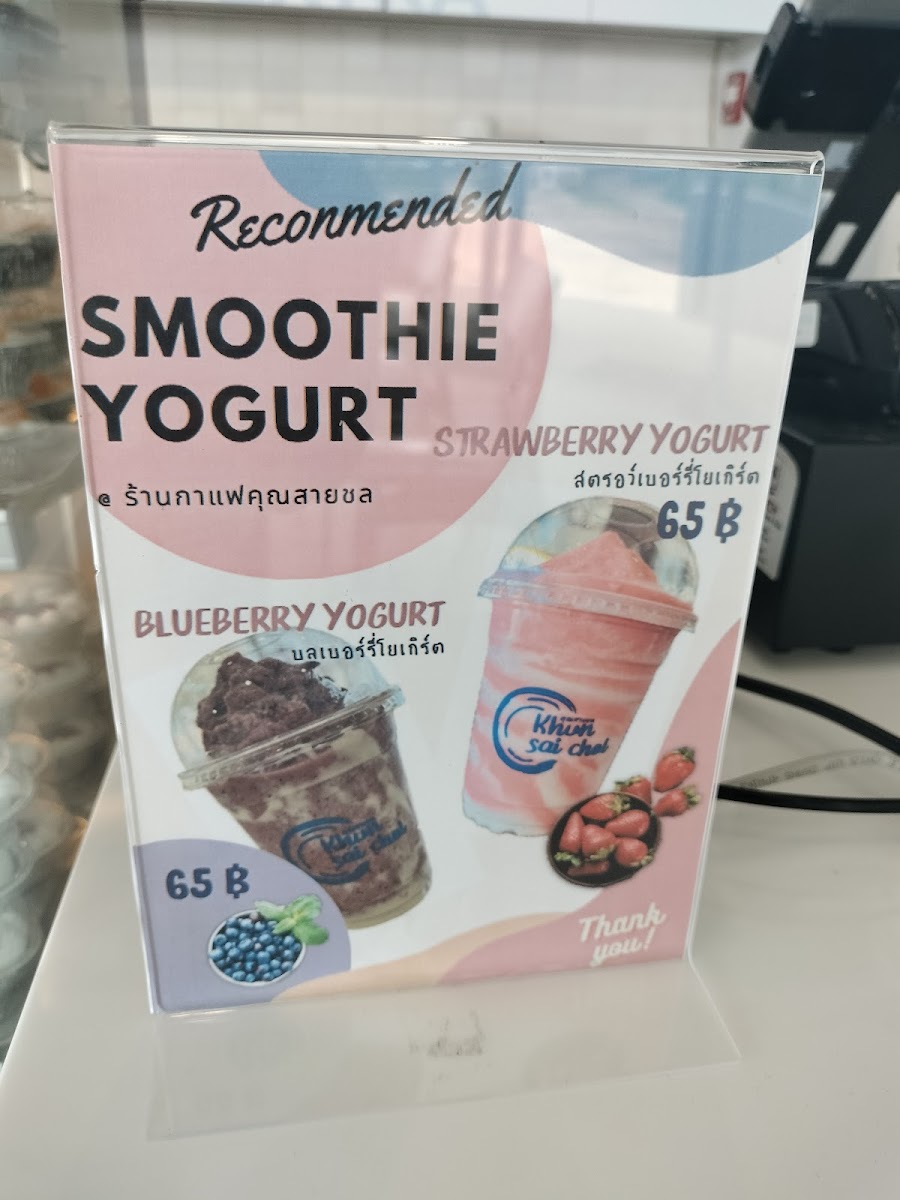 Reconmended
SMOOTHIE
YOGURT
@ ร้านกาแฟคุณสายชล
STRAWBERRY YOGURT
สตรอว์เบอร์รี่โยเกิร์ต
65 ฿
BLUEBERRY YOGURT
บลเบอร์รี่โยเกิร์ต
Khun
sai chol
Khun
sai chol
65 ฿
Thank
you!